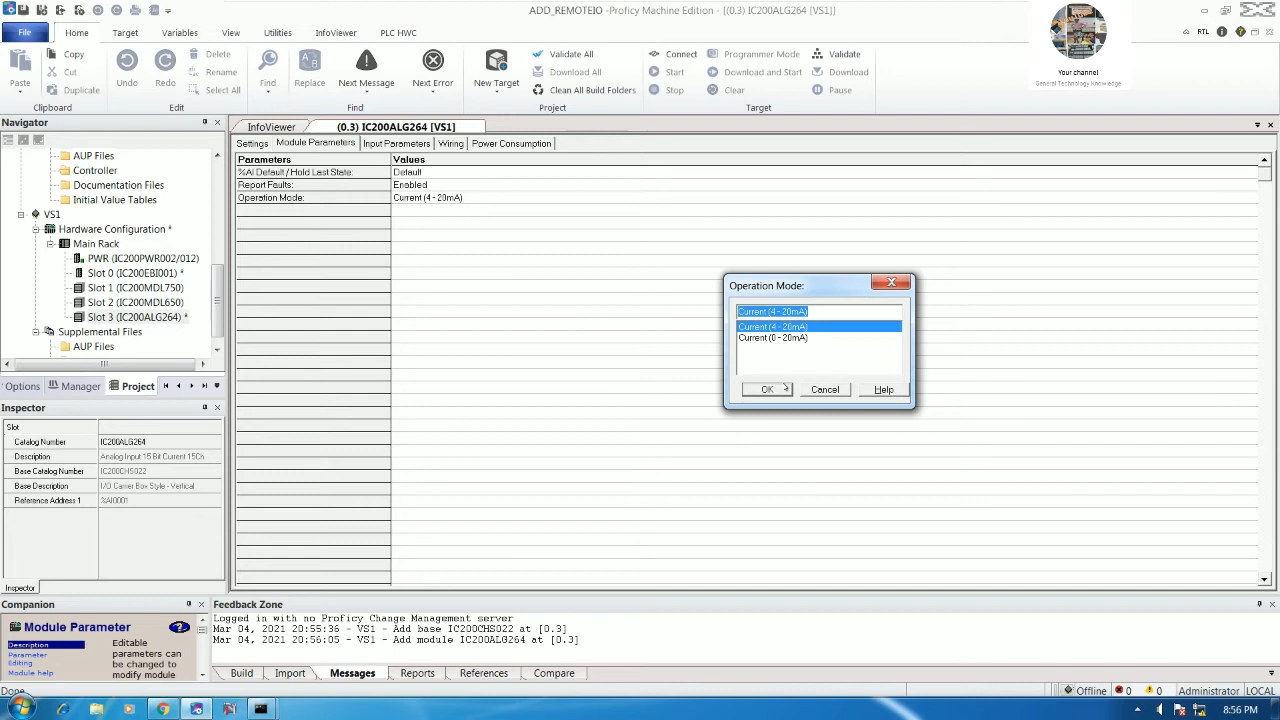 ADD_REMOTEIO -Proficy Machine Edition - [(0.3) IC200ALG264 [VS1]]
File Home Target Variables View Utilities InfoViewer PLC HWC RTL
Paste Copy Cut Duplicate
Undo Redo Delete Rename Select All
Find Replace Next Message Next Error
New Target Validate All Download All Clean All Build Folders
Connect Start Stop Programmer Mode Download and Start Clear Validate Download Pause
Clipboard Edit Find Project Target
Your channel
General Technology Knowledge
Navigator
AUP Files
Controller
Documentation Files
Initial Value Tables
VS1
Hardware Configuration *
Main Rack
PWR (IC200PWR002/012)
Slot 0 (IC200EBI001) *
Slot 1 (IC200MDL750)
Slot 2 (IC200MDL650)
Slot 3 (IC200ALG264) *
Supplemental Files
AUP Files
Options Manager Project
Inspector
Slot
Catalog Number IC200ALG264
Description Analog Input 15 Bit Current 15Ch
Base Catalog Number IC200CHS022
Base Description I/O Carrier Box Style - Vertical
Reference Address 1 %AI0001
Inspector
InfoViewer (0.3) IC200ALG264 [VS1]
Settings Module Parameters Input Parameters Wiring Power Consumption
Parameters Values
%AI Default / Hold Last State: Default
Report Faults: Enabled
Operation Mode: Current (4 - 20mA)
Operation Mode:
Current (4 - 20mA)
Current (4 - 20mA)
Current (0 - 20mA)
OK Cancel Help
Companion
Module Parameter
Description
Parameter
Editing
Module help
Editable
parameters can
be changed to
modify module
Feedback Zone
Logged in with no Proficy Change Management server
Mar 04, 2021 20:55:36 - VS1 - Add base IC200CHS022 at [0.3]
Mar 04, 2021 20:56:05 - VS1 - Add module IC200ALG264 at [0.3]
Build Import Messages Reports References Compare
Done
Offline 0 0 Administrator LOCAL
8:56 PM